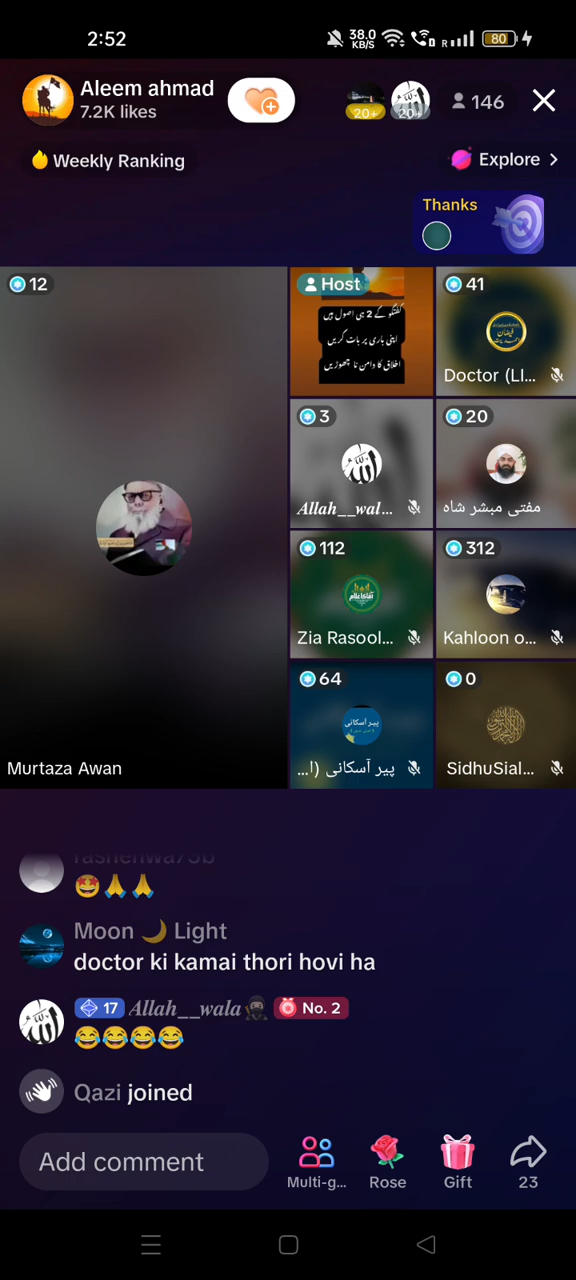 2:52
38.0
KB/S
R
80
Aleem ahmad
7.2K likes
20+
20+
146
Weekly Ranking
Explore >
Thanks
12
Host
گفتگو کے 2 ہی اصول ہیں
اپنی باری پر بات کریں
اخلاق کا دامن نا چھوڑیں
41
فیضان
Doctor (LI...
3
Allah__wal...
20
مفتی مبشر شاہ
112
Zia Rasool...
312
Kahloon o...
64
پیر آسکانی
پیر آسکانی (ا...
0
SidhuSial...
Murtaza Awan
🤩🙏🙏
Moon 🌙 Light
doctor ki kamai thori hovi ha
17 Allah__wala🥷 No. 2
😂😂😂😂
Qazi joined
Add comment
Multi-g...
Rose
Gift
23